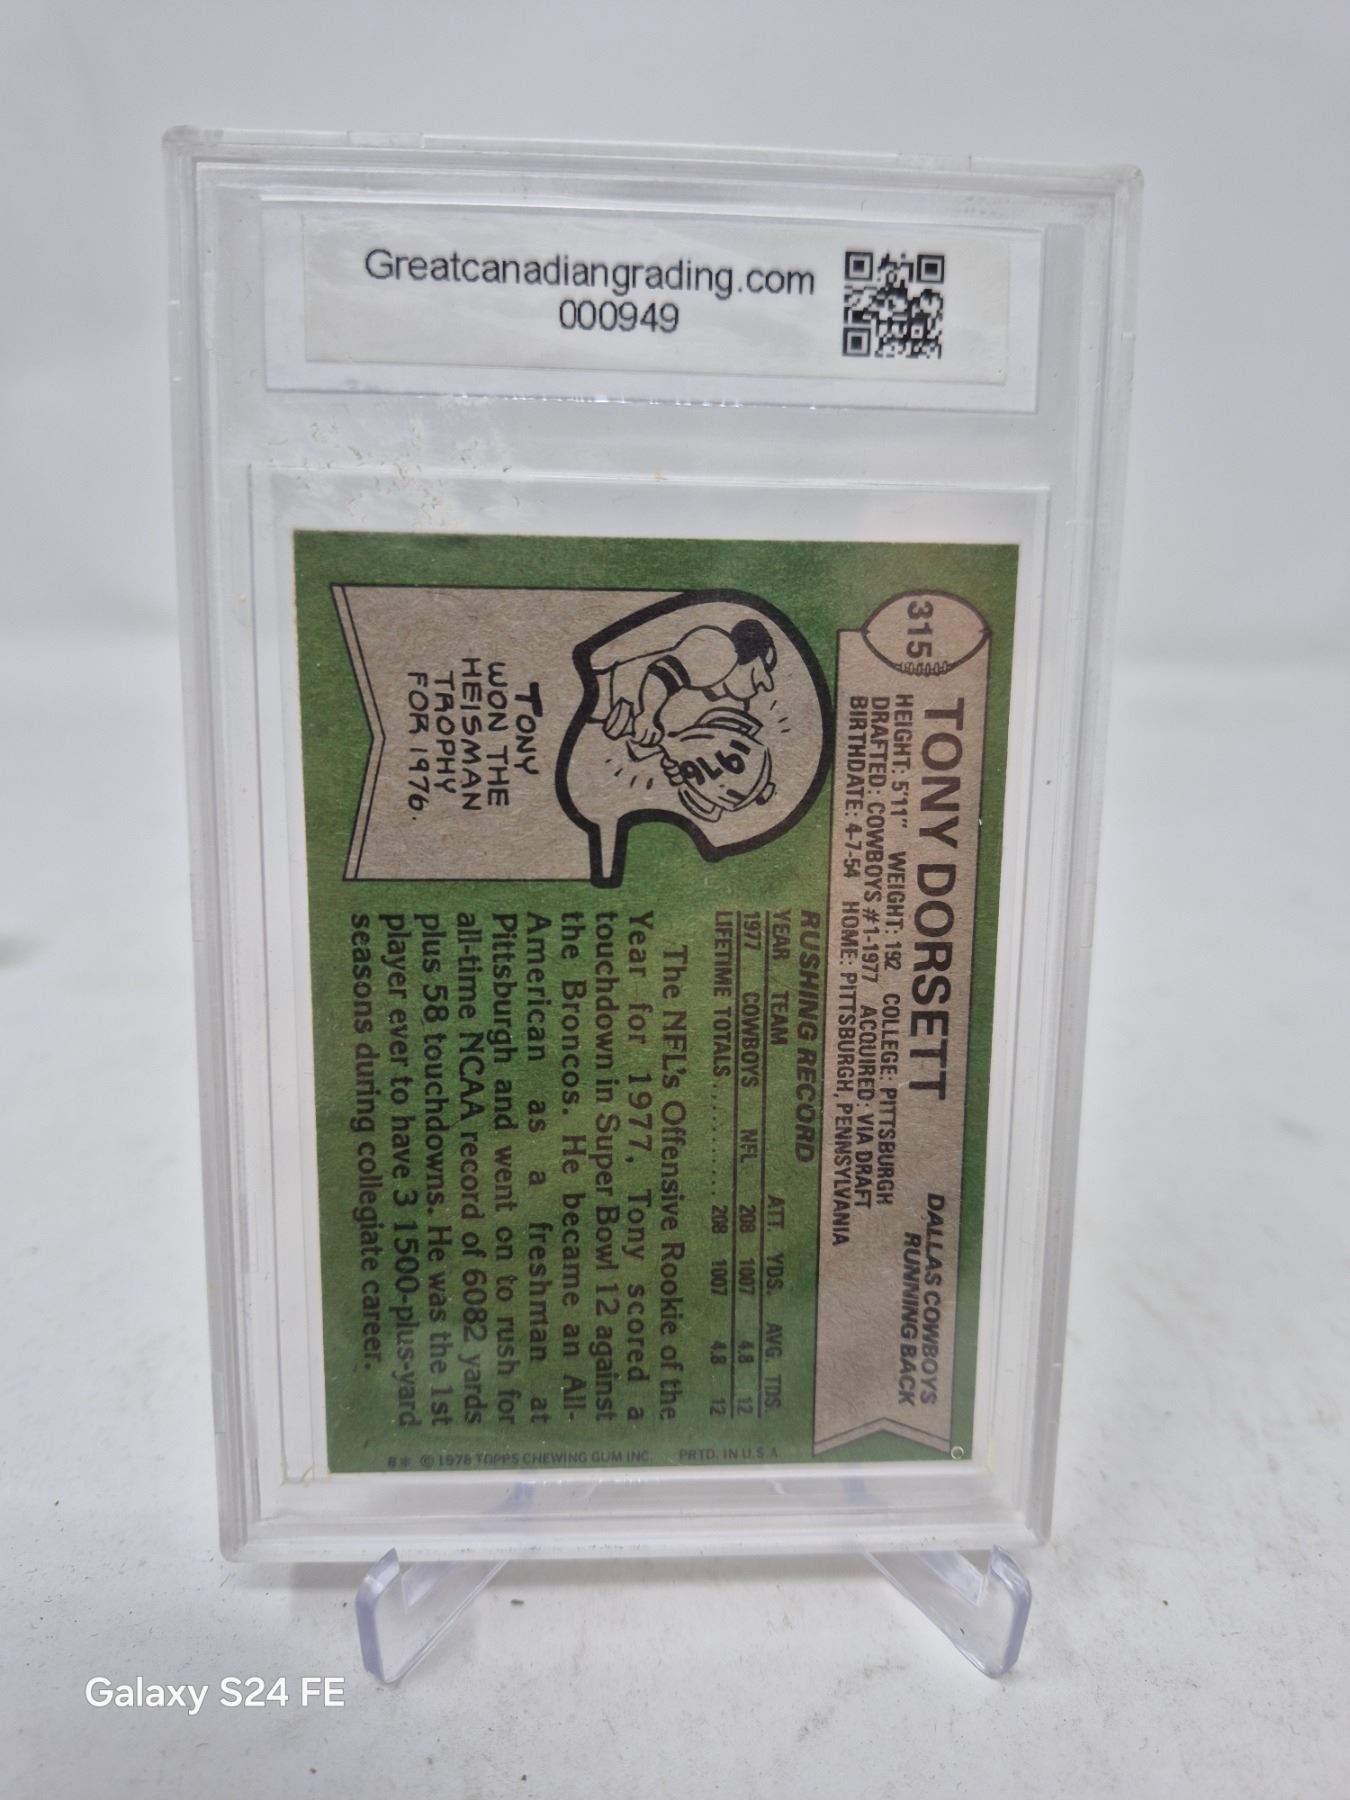 Greatcanadiangrading.com
000949
315
TONY DORSETT
DALLAS COWBOYS
RUNNING BACK
HEIGHT: 5'11" WEIGHT: 192 COLLEGE: PITTSBURGH
DRAFTED: COWBOYS #1-1977 ACQUIRED: VIA DRAFT
BIRTHDATE: 4-7-54 HOME: PITTSBURGH, PENNSYLVANIA
1976
TONY
WON THE
HEISMAN
TROPHY
FOR 1976.
RUSHING RECORD
YEAR TEAM ATT. YDS. AVG TDS.
1977 COWBOYS NFL 208 1007 4.8 12
LIFETIME TOTALS .......... 208 1007 4.8 12
The NFL's Offensive Rookie of the
Year for 1977, Tony scored a
touchdown in Super Bowl 12 against
the Broncos. He became an All-
American as a freshman at
Pittsburgh and went on to rush for
all-time NCAA record of 6082 yards
plus 58 touchdowns. He was the 1st
player ever to have 3 1500-plus-yard
seasons during collegiate career.
B* © 1978 TOPPS CHEWING GUM INC. PRTD. IN U.S.A.
Galaxy S24 FE